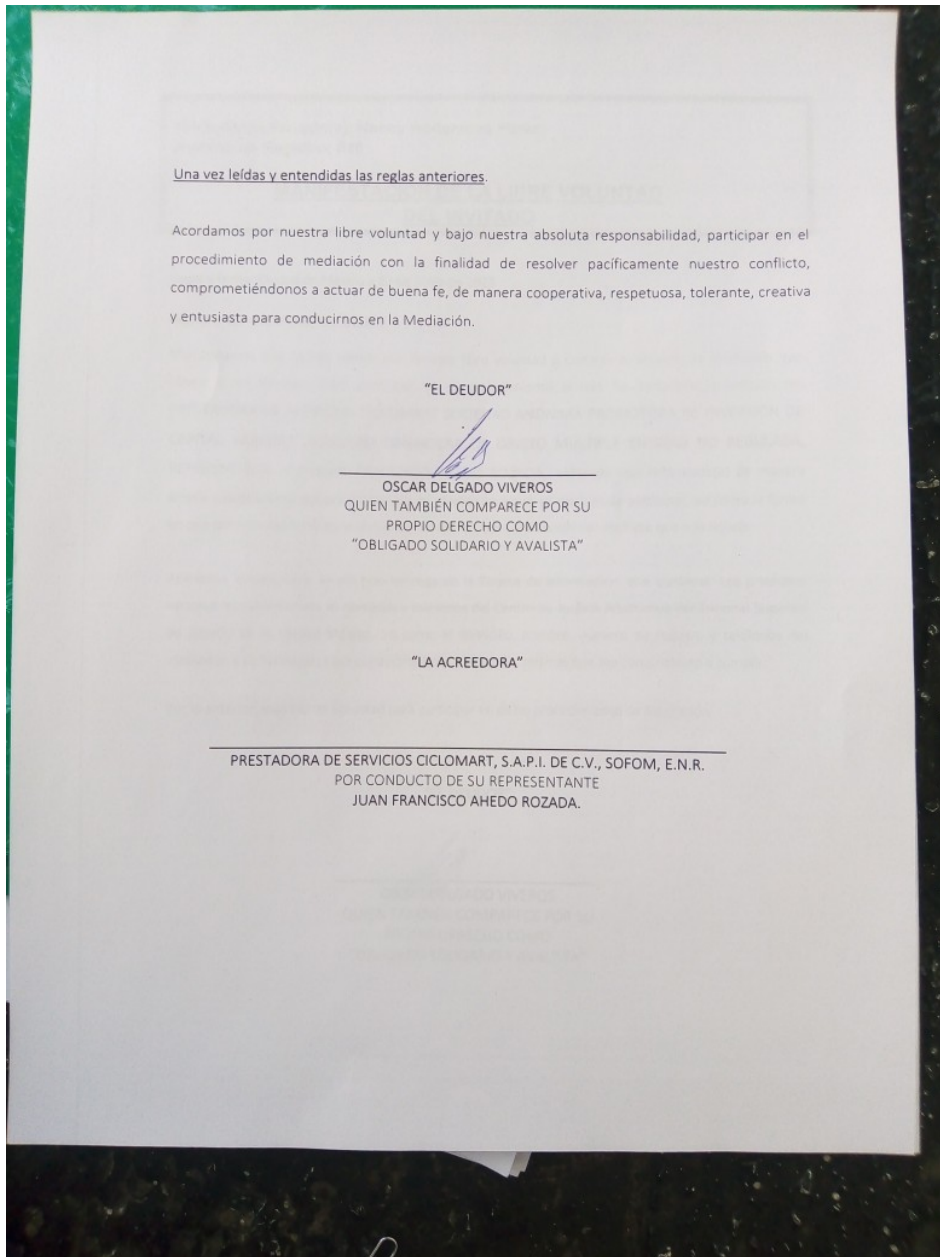 Una vez leídas y entendidas las reglas anteriores.
Acordamos por nuestra libre voluntad y bajo nuestra absoluta responsabilidad, participar en el
procedimiento de mediación con la finalidad de resolver pacíficamente nuestro conflicto,
comprometiéndonos a actuar de buena fe, de manera cooperativa, respetuosa, tolerante, creativa
y entusiasta para conducirnos en la Mediación.
"EL DEUDOR"
OSCAR DELGADO VIVEROS
QUIEN TAMBIÉN COMPARECE POR SU
PROPIO DERECHO COMO
"OBLIGADO SOLIDARIO Y AVALISTA"
"LA ACREEDORA"
PRESTADORA DE SERVICIOS CICLOMART, S.A.P.I. DE C.V., SOFOM, E.N.R.
POR CONDUCTO DE SU REPRESENTANTE
JUAN FRANCISCO AHEDO ROZADA.